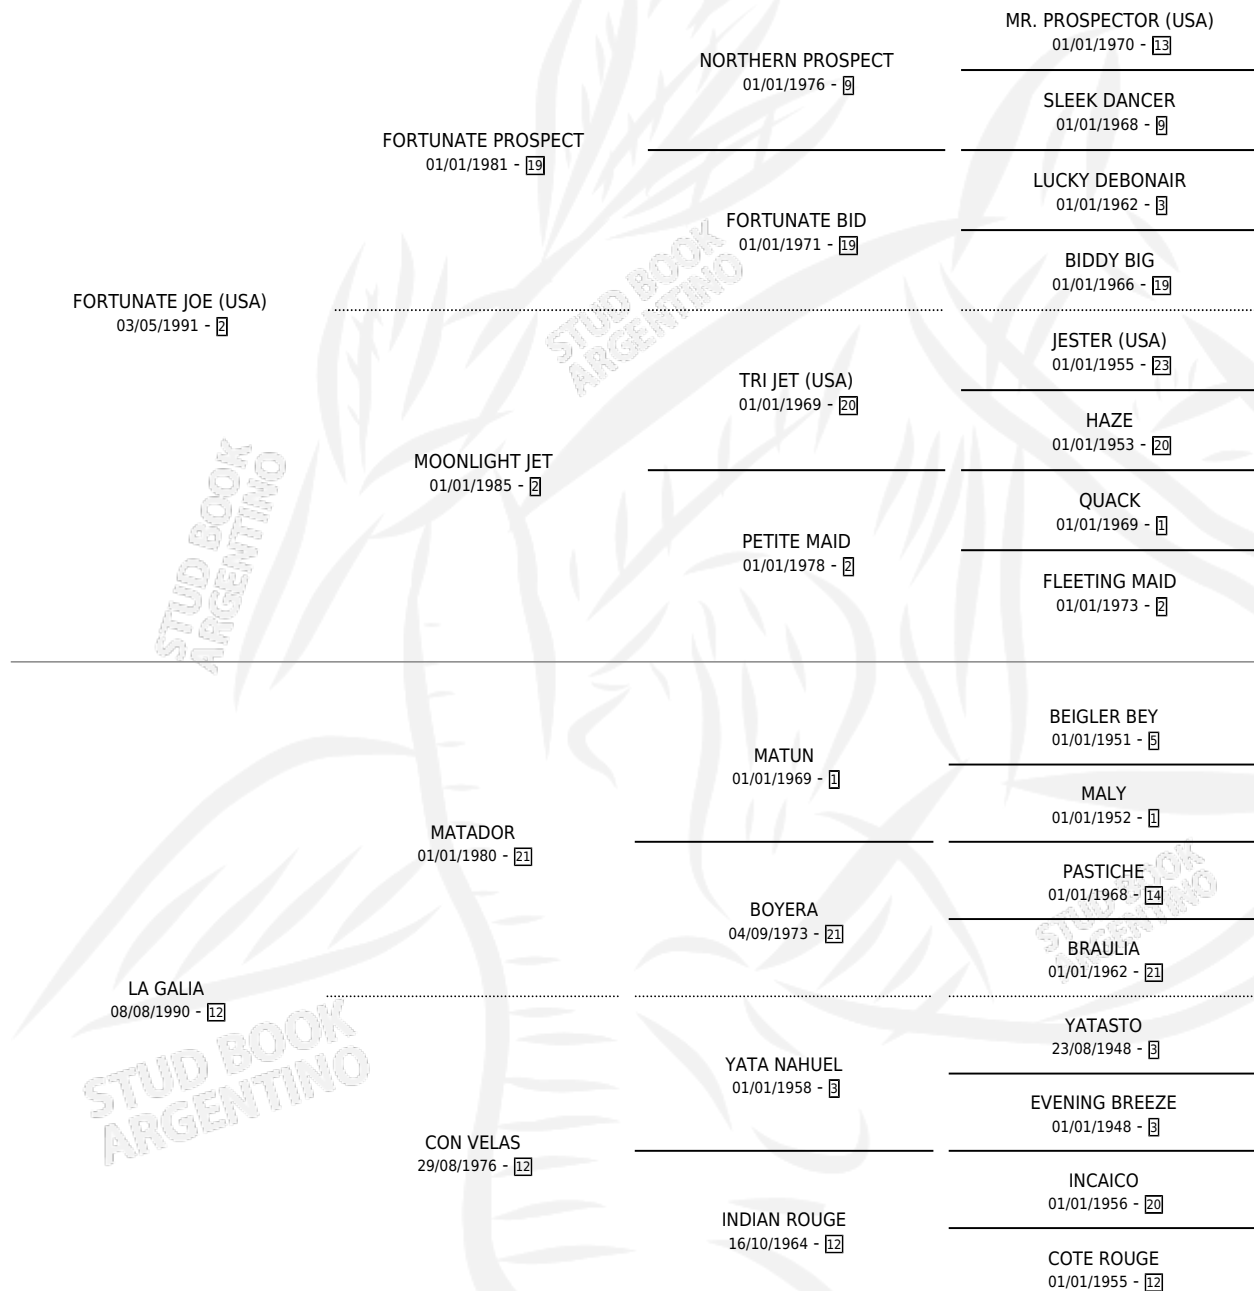 MR. PROSPECTOR (USA)
01/01/1970 - 13
NORTHERN PROSPECT
01/01/1976 - 9
SLEEK DANCER
01/01/1968 - 9
FORTUNATE PROSPECT
01/01/1981 - 19
LUCKY DEBONAIR
01/01/1962 - 3
FORTUNATE BID
01/01/1971 - 19
BIDDY BIG
01/01/1966 - 19
FORTUNATE JOE (USA)
03/05/1991 - 2
STUD BOOK
ARGENTINO
JESTER (USA)
01/01/1955 - 23
TRI JET (USA)
01/01/1969 - 20
HAZE
01/01/1953 - 20
MOONLIGHT JET
01/01/1985 - 2
QUACK
01/01/1969 - 1
PETITE MAID
01/01/1978 - 2
FLEETING MAID
01/01/1973 - 2
STUD BOOK
ARGENTINO
BEIGLER BEY
01/01/1951 - 5
MATUN
01/01/1969 - 1
MALY
01/01/1952 - 1
MATADOR
01/01/1980 - 21
PASTICHE
01/01/1968 - 14
BOYERA
04/09/1973 - 21
BRAULIA
01/01/1962 - 21
STUD BOOK
ARGENTINO
LA GALIA
08/08/1990 - 12
YATASTO
23/08/1948 - 3
YATA NAHUEL
01/01/1958 - 3
EVENING BREEZE
01/01/1948 - 3
STUD BOOK
ARGENTINO
CON VELAS
29/08/1976 - 12
INCAICO
01/01/1956 - 20
INDIAN ROUGE
16/10/1964 - 12
COTE ROUGE
01/01/1955 - 12